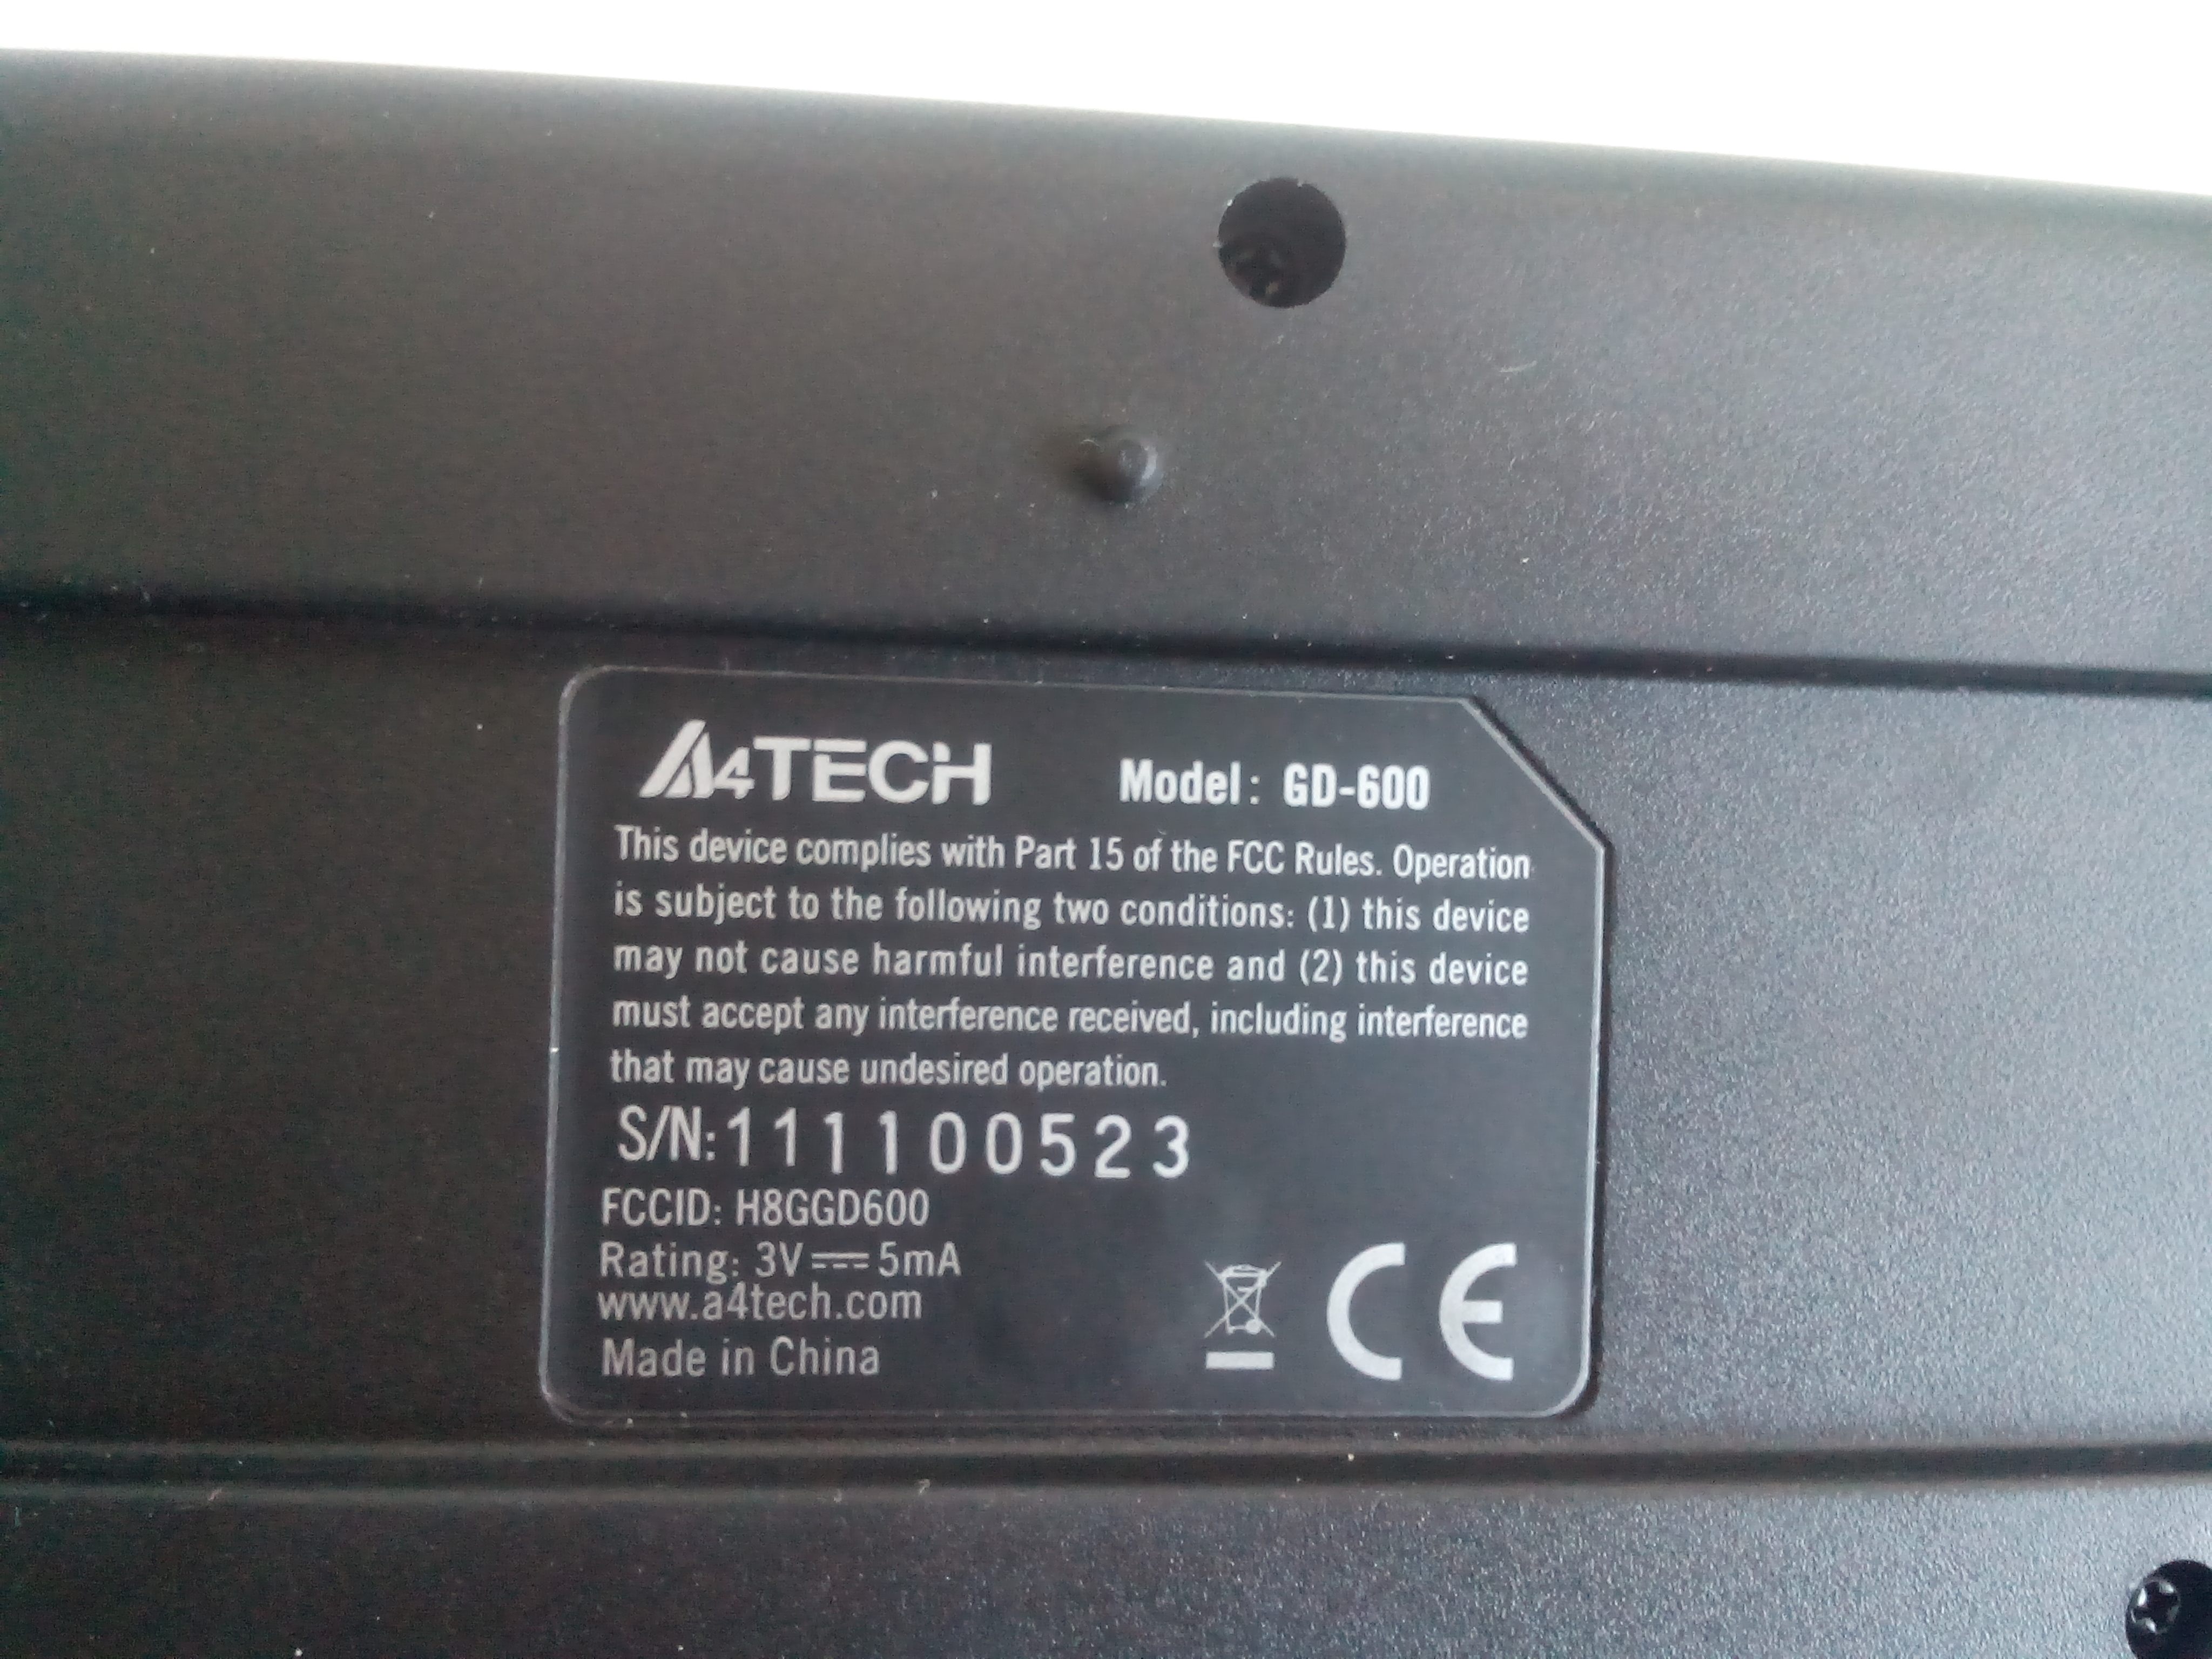 A4TECH Model: GD-600
This device complies with Part 15 of the FCC Rules. Operation
is subject to the following two conditions: (1) this device
may not cause harmful interference and (2) this device
must accept any interference received, including interference
that may cause undesired operation.
S/N:111100523
FCCID: H8GGD600
Rating: 3V⎓5mA
www.a4tech.com
Made in China CE